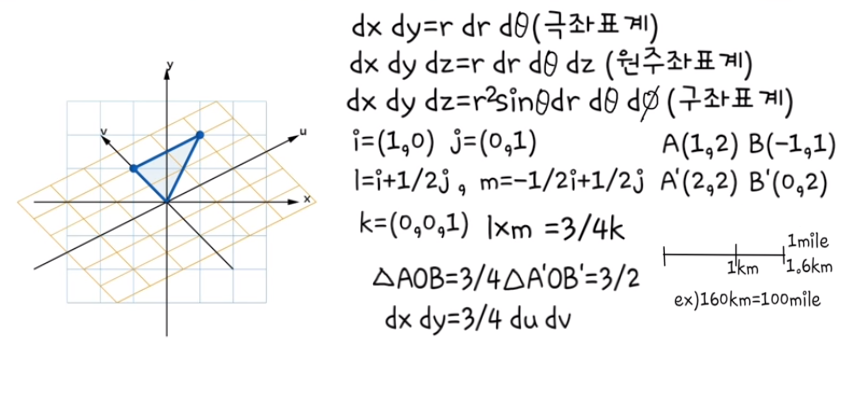 dx dy=r dr dθ(극좌표계)
dx dy dz=r dr dθ dz (원주좌표계)
dx dy dz=r²sinθdr dθ dφ (구좌표계)
i=(1,0) j=(0,1) A(1,2) B(-1,1)
l=i+1/2j , m=-1/2i+1/2j A'(2,2) B'(0,2)
k=(0,0,1) l×m =3/4k
△AOB=3/4△A'OB'=3/2
dx dy=3/4 du dv
1mile
1km 1.6km
ex)160km=100mile
y
v
u
x